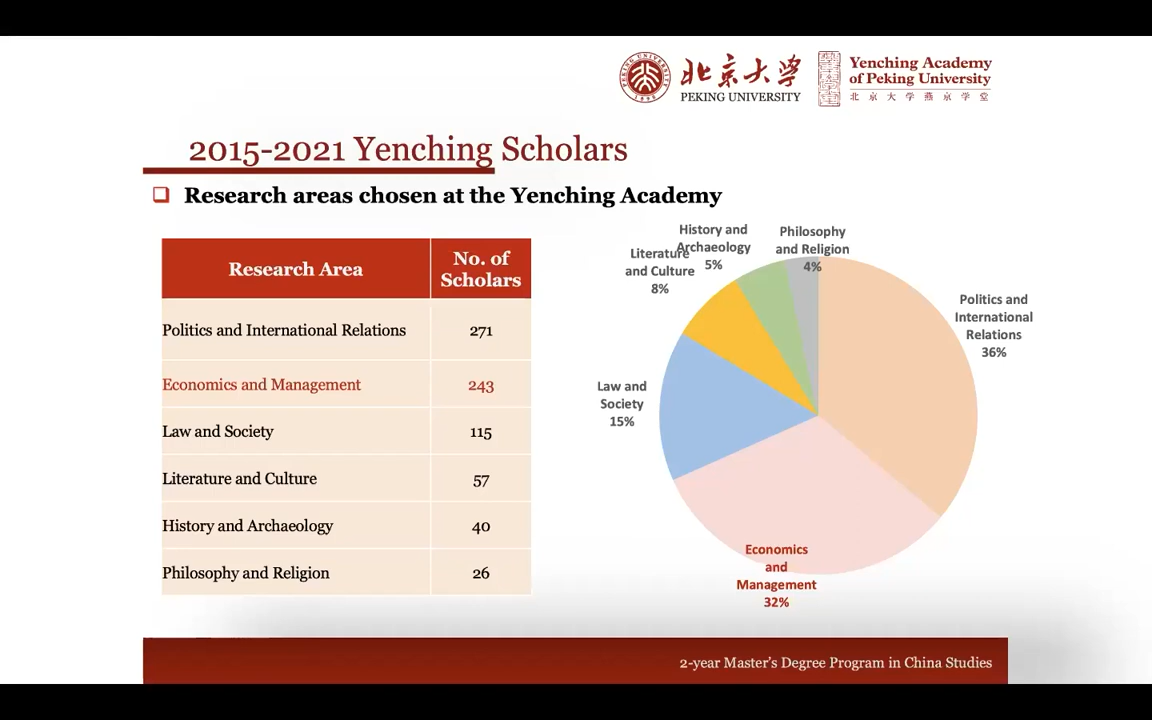 北京大学
PEKING UNIVERSITY
PEKING UNIVERSITY
1898
Yenching Academy
of Peking University
北京大学燕京学堂
2015-2021 Yenching Scholars
Research areas chosen at the Yenching Academy
Research Area
No. of
Scholars
Politics and International Relations
271
Economics and Management
243
Law and Society
115
Literature and Culture
57
History and Archaeology
40
Philosophy and Religion
26
History and
Archaeology
5%
Philosophy
and Religion
4%
Literature
and Culture
8%
Politics and
International
Relations
36%
Law and
Society
15%
Economics
and
Management
32%
2-year Master's Degree Program in China Studies